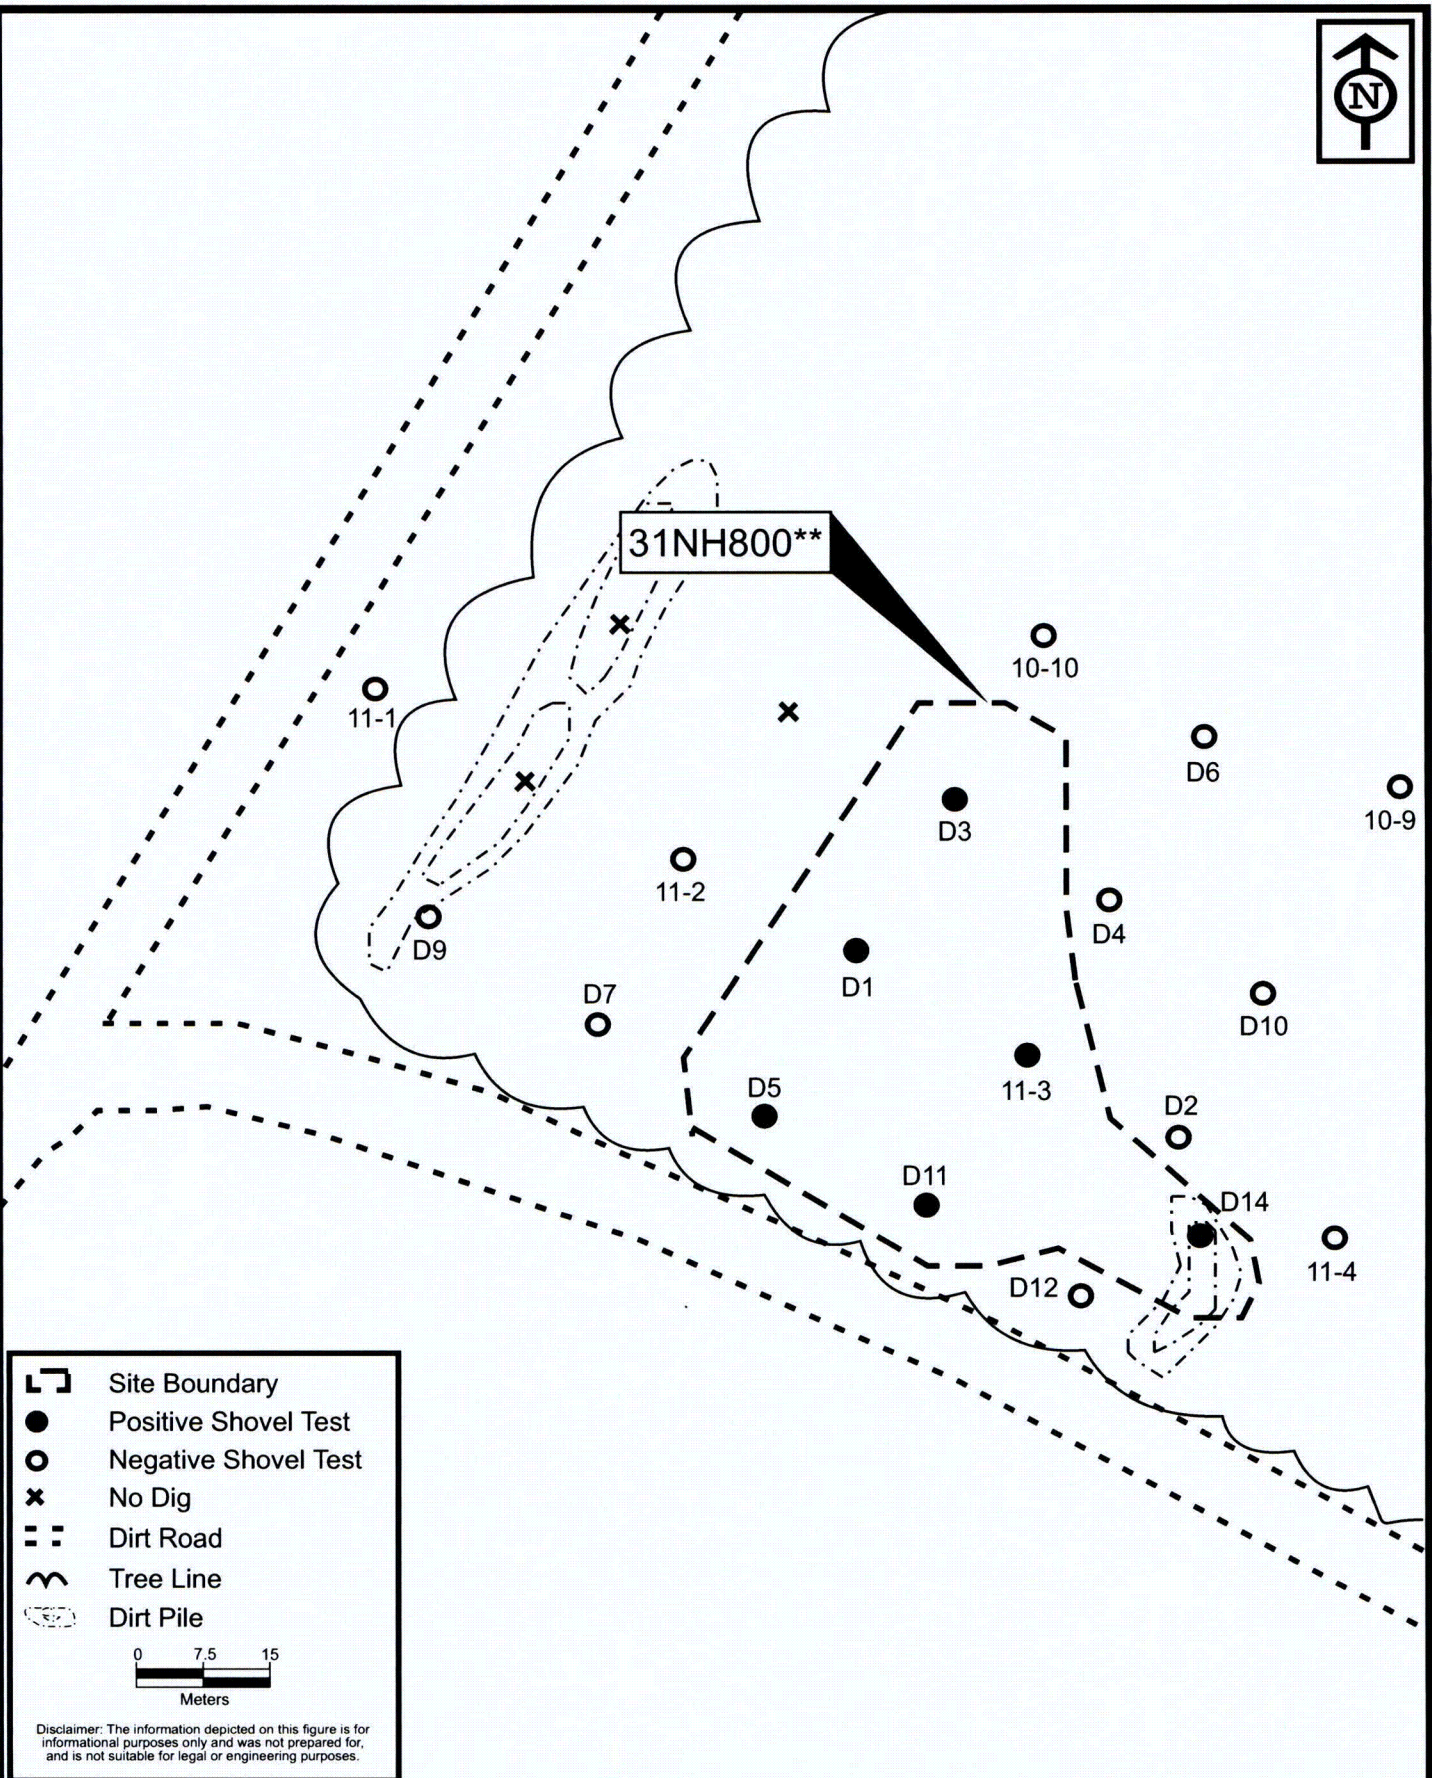 N
31NH800**
10-10
11-1
D6
10-9
D3
11-2
D4
D9
D1
D7
D10
11-3
D5
D2
D11
D14
11-4
D12
Site Boundary
Positive Shovel Test
Negative Shovel Test
No Dig
Dirt Road
Tree Line
Dirt Pile
0 7.5 15
Meters
Disclaimer: The information depicted on this figure is for
informational purposes only and was not prepared for,
and is not suitable for legal or engineering purposes.